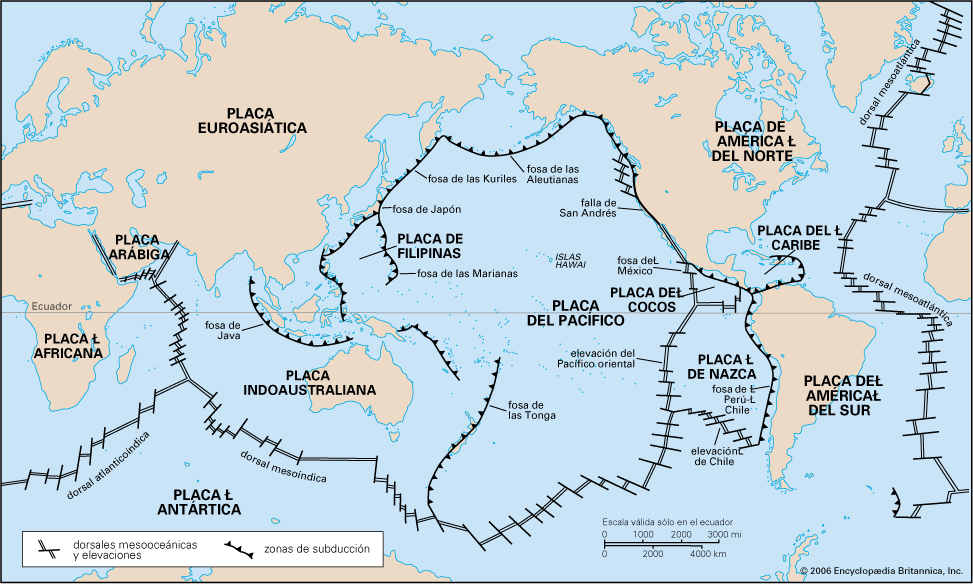 PLACA
EUROASIÁTICA
PLACA DE
AMÉRICA Ł
DEL NORTE
dorsal mesoatlántica
fosa de las Kuriles
fosa de las
Aleutianas
fosa de Japón
falla de
San Andrés
PLACA
ARÁBIGA
PLACA DE
FILIPINAS
PLACA DEL Ł
CARIBE
ISLAS
HAWAI
fosa deŁ
México
fosa de las Marianas
dorsal mesoatlántica
Ecuador
PLACA DEŁ
COCOS
PLACA
DEL PACÍFICO
fosa de
Java
PLACA Ł
AFRICANA
elevación del
Pacífico oriental
PLACA Ł
DE NAZCA
PLACA
INDOAUSTRALIANA
fosa de Ł
Perú-Ł
Chile
PLACA DEŁ
AMÉRICAŁ
DEL SUR
fosa de
las Tonga
elevación
de Chile
dorsal atlanticoíndica
dorsal mesoíndica
PLACA Ł
ANTÁRTICA
dorsales mesooceánicas
y elevaciones
zonas de subducción
Escala válida sólo en el ecuador
0 1000 2000 3000 mi
0 2000 4000 km
© 2006 Encyclopædia Britannica, Inc.